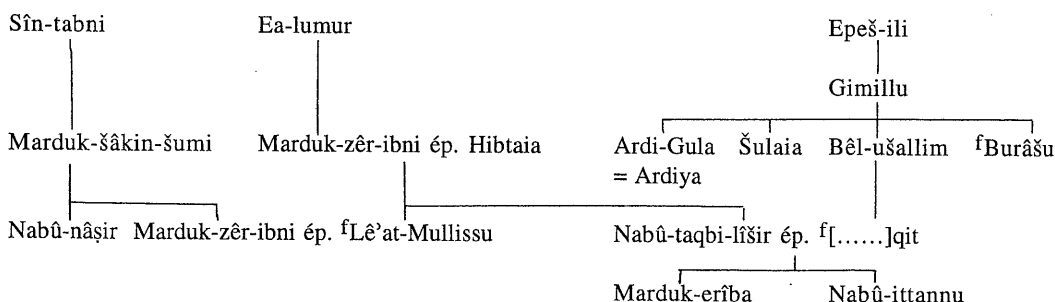 Sîn-tabni Ea-lumur Epeš-ili
Gimillu
Marduk-šâkin-šumi Marduk-zêr-ibni ép. Hibtaia Ardi-Gula Šulaia Bêl-ušallim fBurâšu
= Ardiya
Nabû-nâṣir Marduk-zêr-ibni ép. fLê’at-Mullissu Nabû-taqbi-lîšir ép. f[......]qit
Marduk-erîba Nabû-ittannu